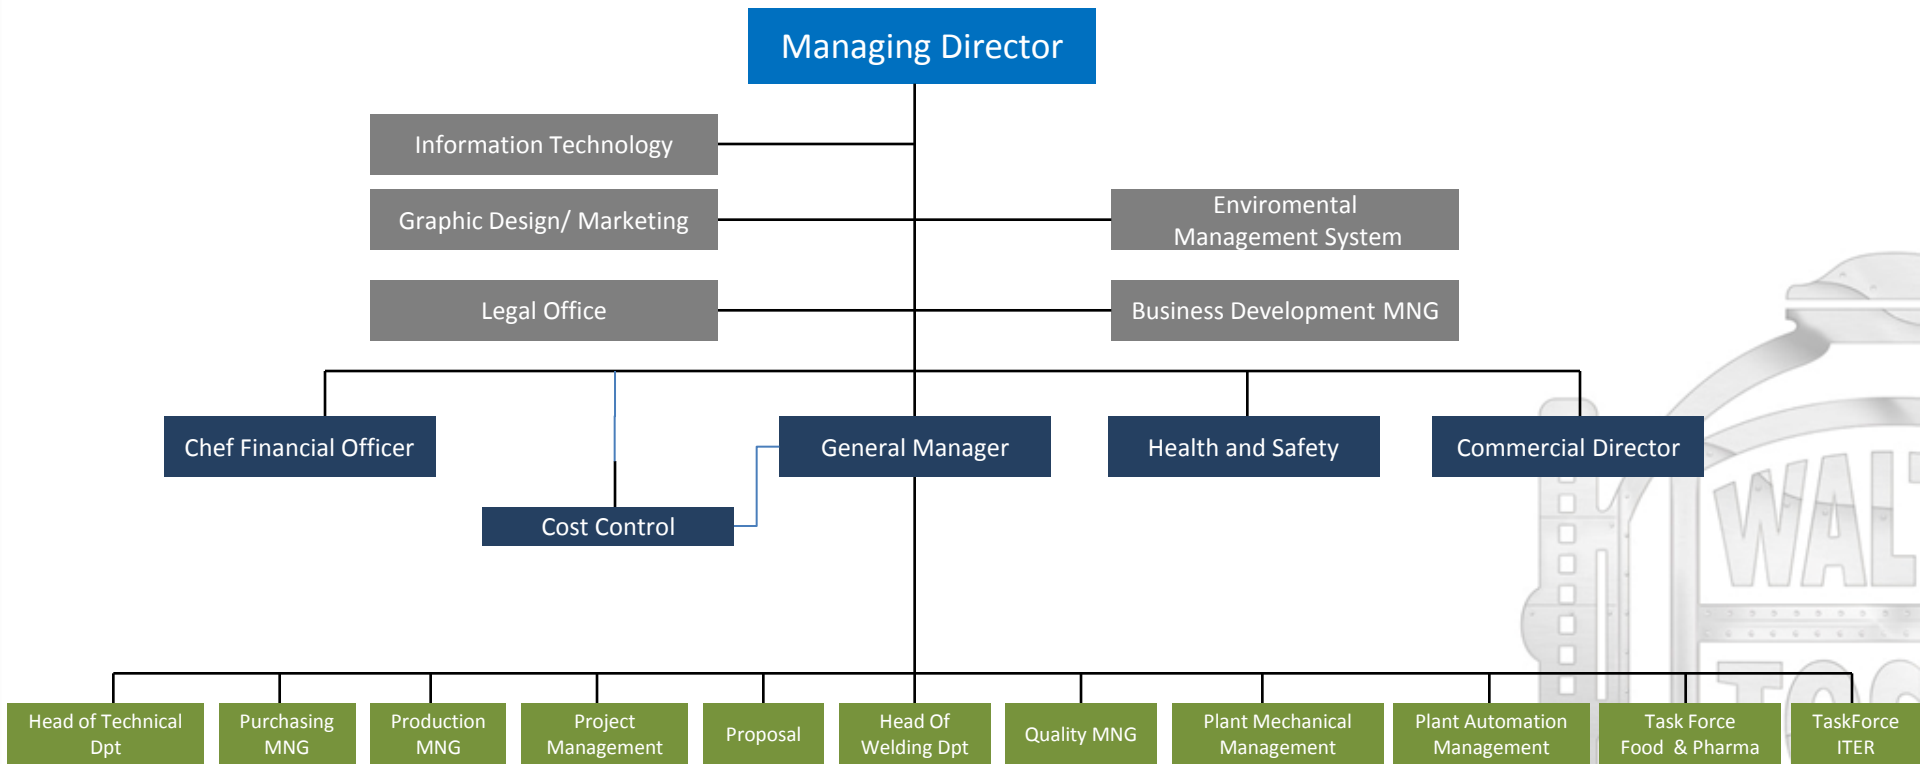 Managing Director
Information Technology
Graphic Design/ Marketing
Enviromental
Management System
Legal Office
Business Development MNG
Chef Financial Officer
General Manager
Health and Safety
Commercial Director
Cost Control
Head of Technical
Dpt
Purchasing
MNG
Production
MNG
Project
Management
Proposal
Head Of
Welding Dpt
Quality MNG
Plant Mechanical
Management
Plant Automation
Management
Task Force
Food & Pharma
TaskForce
ITER